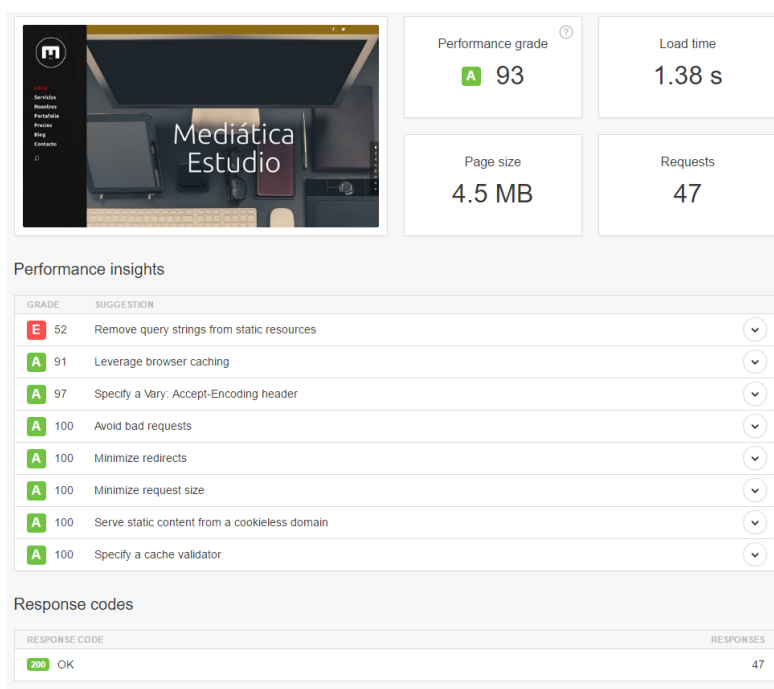 Inicio
Servicios
Nosotros
Portafolio
Precios
Blog
Contacto
Mediática
Estudio
Performance grade ?
A 93
Load time
1.38 s
Page size
4.5 MB
Requests
47
Performance insights
GRADE SUGGESTION
E 52 Remove query strings from static resources
A 91 Leverage browser caching
A 97 Specify a Vary: Accept-Encoding header
A 100 Avoid bad requests
A 100 Minimize redirects
A 100 Minimize request size
A 100 Serve static content from a cookieless domain
A 100 Specify a cache validator
Response codes
RESPONSE CODE RESPONSES
200 OK 47